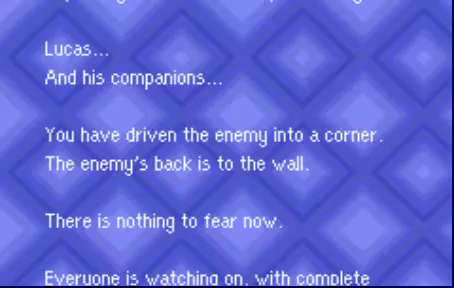 Lucas...
And his companions...
You have driven the enemy into a corner.
The enemy's back is to the wall.
There is nothing to fear now.
Everyone is watching on, with complete